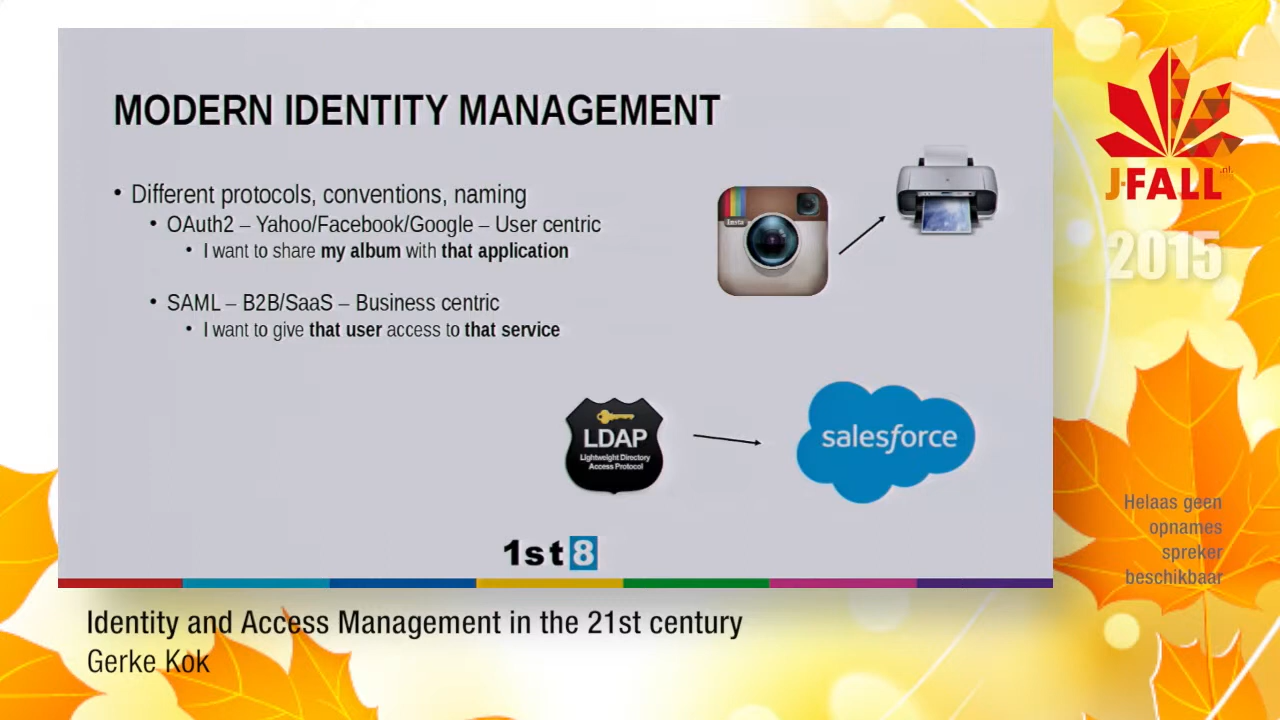 MODERN IDENTITY MANAGEMENT
• Different protocols, conventions, naming
• OAuth2 – Yahoo/Facebook/Google – User centric
• I want to share my album with that application
• SAML – B2B/SaaS – Business centric
• I want to give that user access to that service
Insta
LDAP
Lightweight Directory
Access Protocol
salesforce
1st8
J-FALL.nl
2015
Helaas geen
opnames
spreker
beschikbaar
Identity and Access Management in the 21st century
Gerke Kok